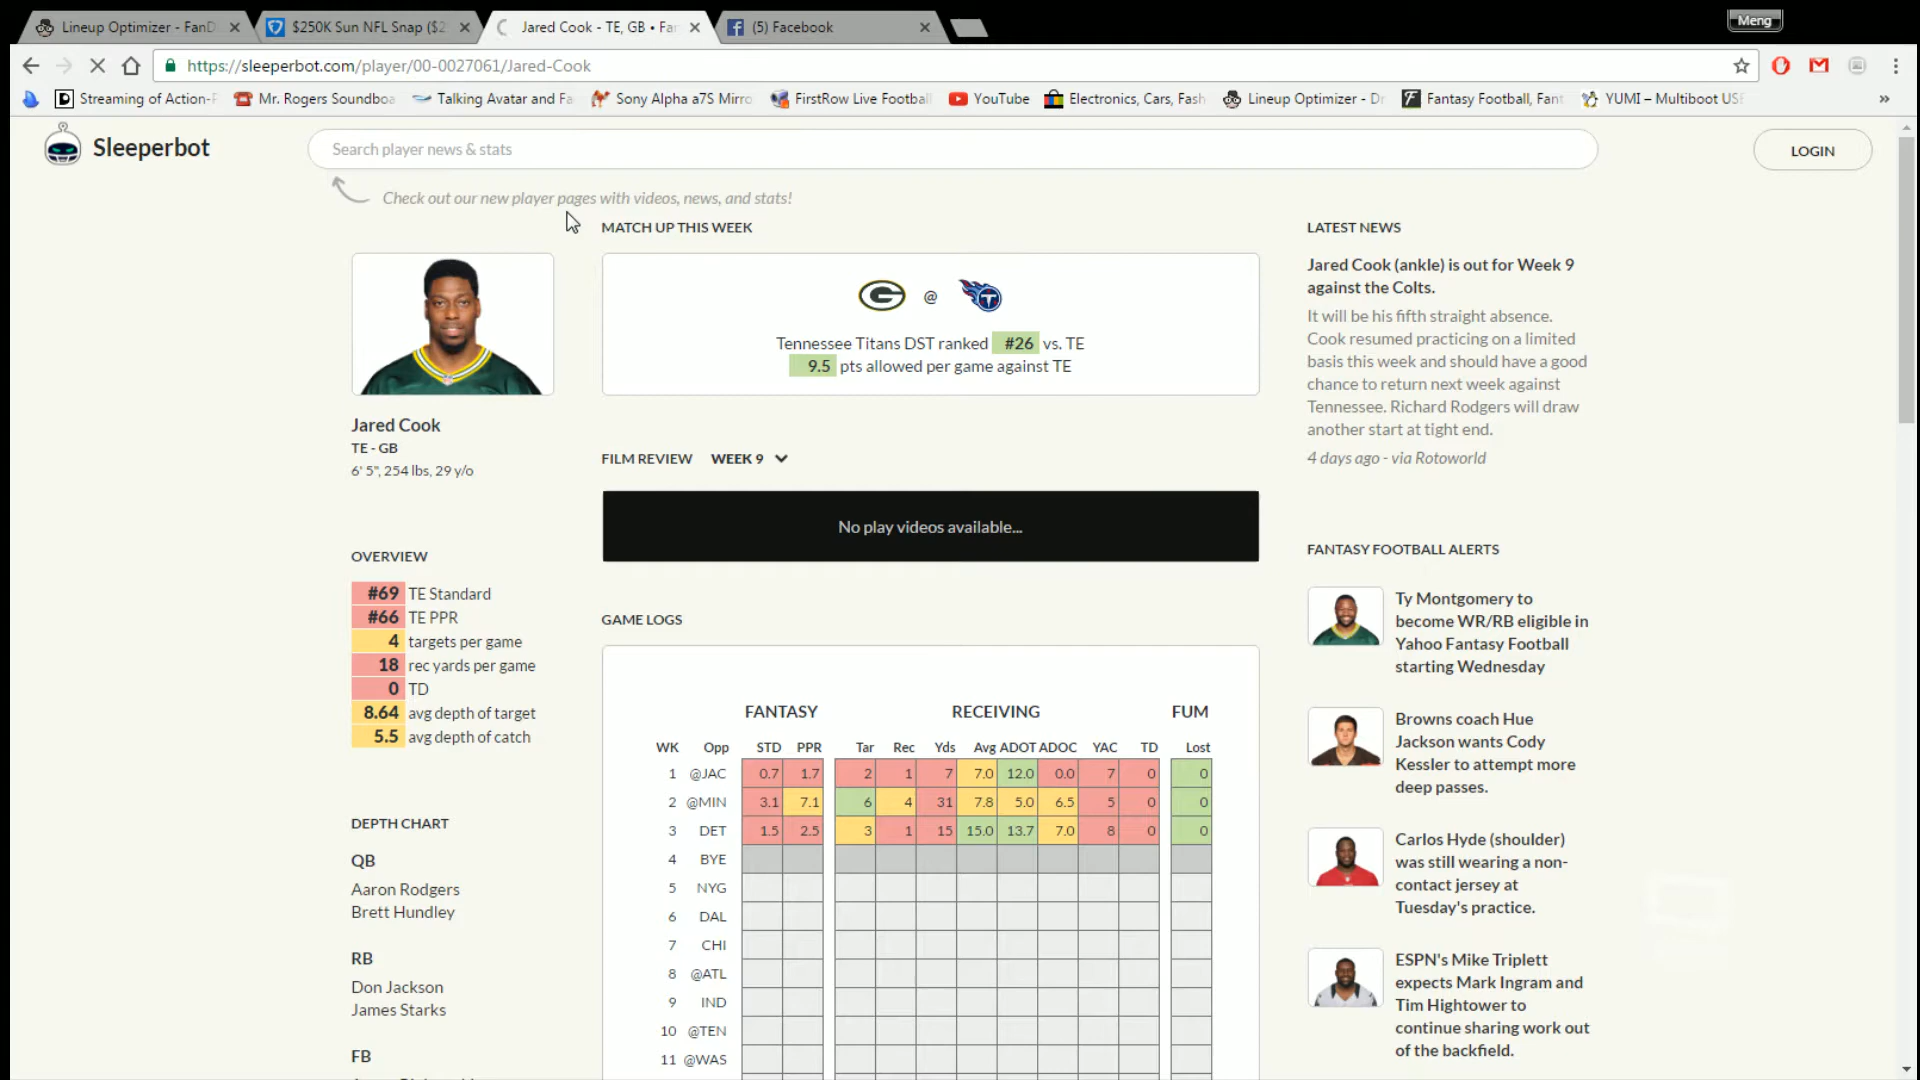 Lineup Optimizer - FanD
$250K Sun NFL Snap ($2
Jared Cook - TE, GB • Fan
(5) Facebook
Meng
https://sleeperbot.com/player/00-0027061/Jared-Cook
Streaming of Action-P
Mr. Rogers Soundboa
Talking Avatar and Fa
Sony Alpha a7S Mirro
FirstRow Live Football
YouTube
Electronics, Cars, Fash
Lineup Optimizer - Dr
Fantasy Football, Fant
YUMI – Multiboot USB
Sleeperbot
Search player news & stats
LOGIN
Check out our new player pages with videos, news, and stats!
Jared Cook
TE - GB
6' 5", 254 lbs, 29 y/o
OVERVIEW
#69 TE Standard
#66 TE PPR
4 targets per game
18 rec yards per game
0 TD
8.64 avg depth of target
5.5 avg depth of catch
DEPTH CHART
QB
Aaron Rodgers
Brett Hundley
RB
Don Jackson
James Starks
FB
MATCH UP THIS WEEK
G @ T
Tennessee Titans DST ranked #26 vs. TE
9.5 pts allowed per game against TE
FILM REVIEW WEEK 9
No play videos available...
GAME LOGS
FANTASY RECEIVING FUM
WK Opp STD PPR Tar Rec Yds Avg ADOT ADOC YAC TD Lost
1 @JAC 0.7 1.7 2 1 7 7.0 12.0 0.0 7 0 0
2 @MIN 3.1 7.1 6 4 31 7.8 5.0 6.5 5 0 0
3 DET 1.5 2.5 3 1 15 15.0 13.7 7.0 8 0 0
4 BYE
5 NYG
6 DAL
7 CHI
8 @ATL
9 IND
10 @TEN
11 @WAS
LATEST NEWS
Jared Cook (ankle) is out for Week 9
against the Colts.
It will be his fifth straight absence.
Cook resumed practicing on a limited
basis this week and should have a good
chance to return next week against
Tennessee. Richard Rodgers will draw
another start at tight end.
4 days ago - via Rotoworld
FANTASY FOOTBALL ALERTS
Ty Montgomery to
become WR/RB eligible in
Yahoo Fantasy Football
starting Wednesday
Browns coach Hue
Jackson wants Cody
Kessler to attempt more
deep passes.
Carlos Hyde (shoulder)
was still wearing a non-
contact jersey at
Tuesday's practice.
ESPN's Mike Triplett
expects Mark Ingram and
Tim Hightower to
continue sharing work out
of the backfield.